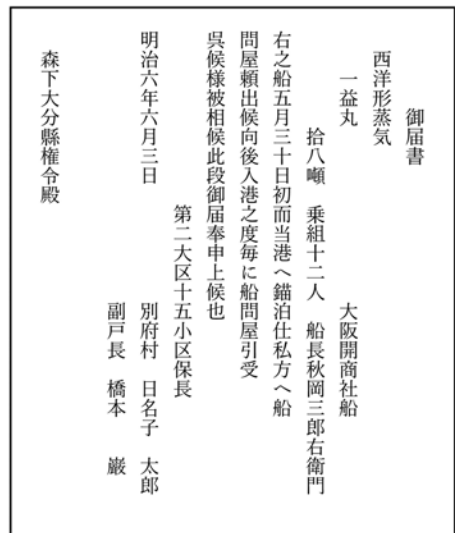 御届書
西洋形蒸気
一益丸　大阪開商社船
拾八噸　乗組十二人　船長秋岡三郎右衛門
右之船五月三十日初而当港へ錨泊仕私方へ船
問屋頼出候向後入港之度毎に船問屋引受
呉候様被相候此段御届奉申上候也
第二大区十五小区保長
明治六年六月三日　別府村　日名子　太郎
副戸長　橋本　巌
森下大分縣権令殿